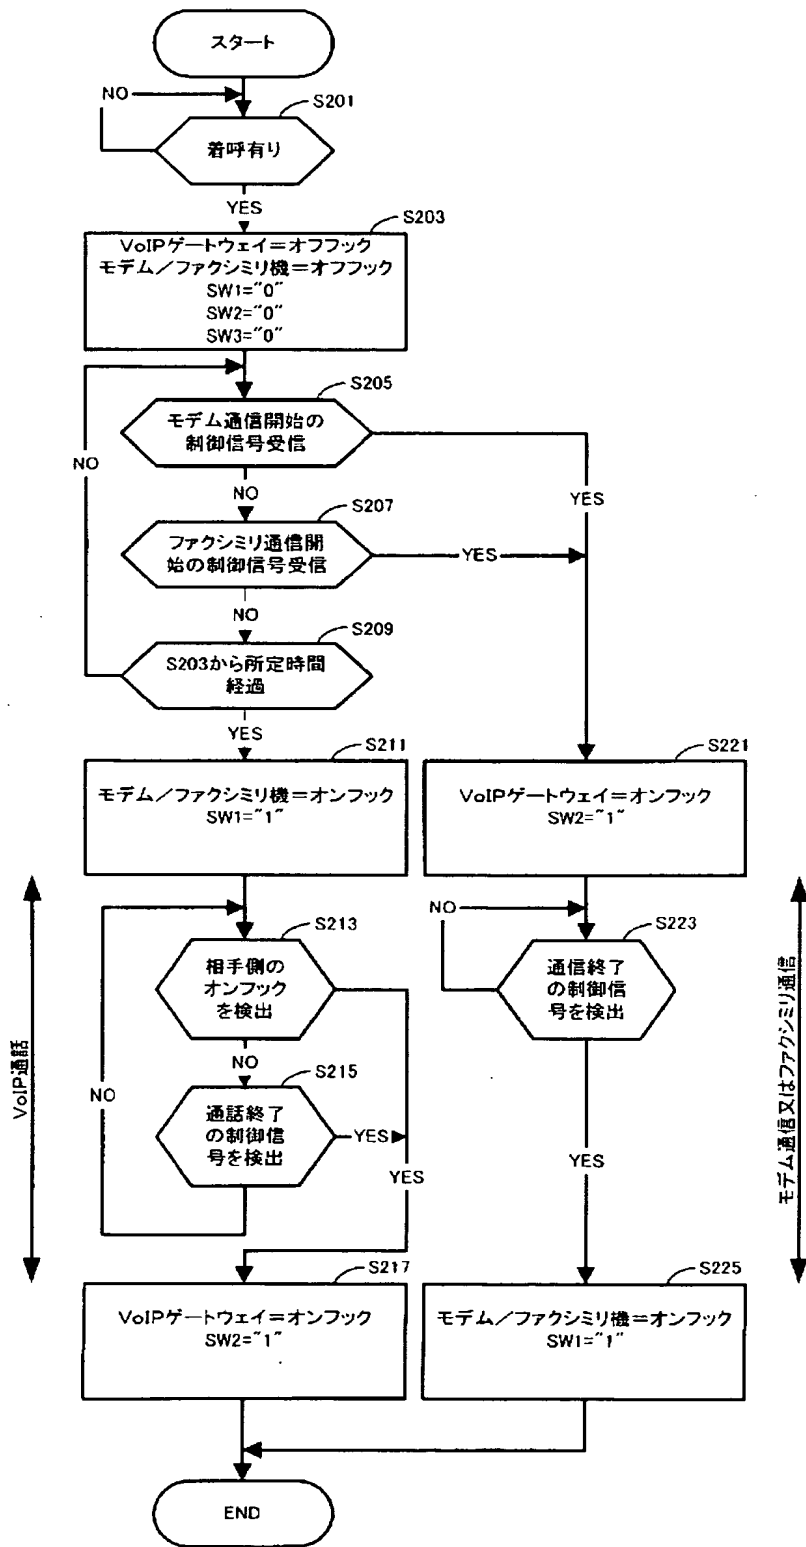 スタート
NO
S201
着呼有り
YES
S203
VoIPゲートウェイ＝オフフック
モデム／ファクシミリ機＝オフフック
SW1="0"
SW2="0"
SW3="0"
S205
モデム通信開始の
制御信号受信
NO
YES
NO
S207
ファクシミリ通信開
始の制御信号受信
YES
NO
S209
S203から所定時間
経過
YES
S211
モデム／ファクシミリ機＝オンフック
SW1="1"
S221
VoIPゲートウェイ＝オンフック
SW2="1"
VoIP通話
S213
相手側の
オンフック
を検出
NO
NO
S215
通話終了
の制御信
号を検出
YES
YES
NO
S223
通信終了
の制御信
号を検出
YES
モデム通信又はファクシミリ通信
S217
VoIPゲートウェイ＝オンフック
SW2="1"
S225
モデム／ファクシミリ機＝オンフック
SW1="1"
END